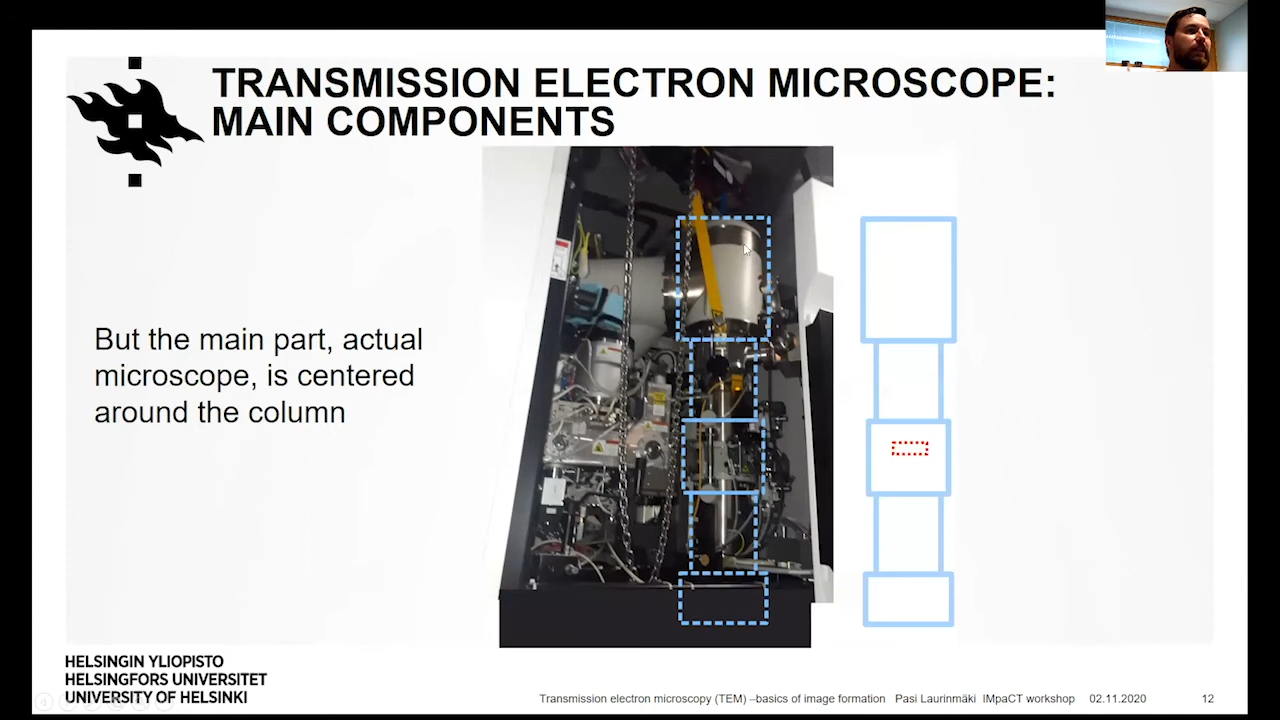 TRANSMISSION ELECTRON MICROSCOPE:
MAIN COMPONENTS
But the main part, actual
microscope, is centered
around the column
HELSINGIN YLIOPISTO
HELSINGFORS UNIVERSITET
UNIVERSITY OF HELSINKI
Transmission electron microscopy (TEM) –basics of image formation Pasi Laurinmäki IMpaCT workshop 02.11.2020 12